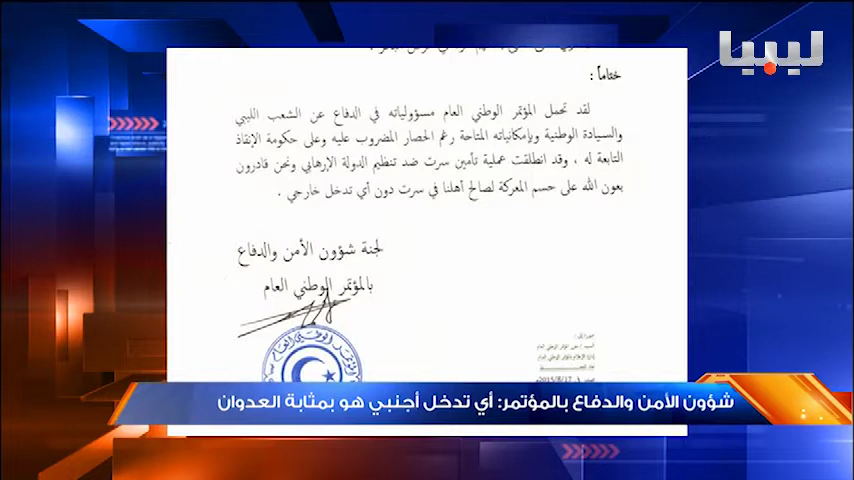 ليبيا
ختاماً :
لقد تحمل المؤتمر الوطني العام مسؤولياته في الدفاع عن الشعب الليبي
والسيادة الوطنية وبإمكانياته المتاحة رغم الحصار المضروب عليه وعلى حكومة الإنقاذ
التابعة له ، وقد انطلقت عملية تأمين سرت ضد تنظيم الدولة الإرهابي ونحن قادرون
بعون الله على حسم المعركة لصالح أهلنا في سرت دون أي تدخل خارجي .
لجنة شؤون الأمن والدفاع
بالمؤتمر الوطني العام
2015/8/17م
شؤون الأمن والدفاع بالمؤتمر: أي تدخل أجنبي هو بمثابة العدوان